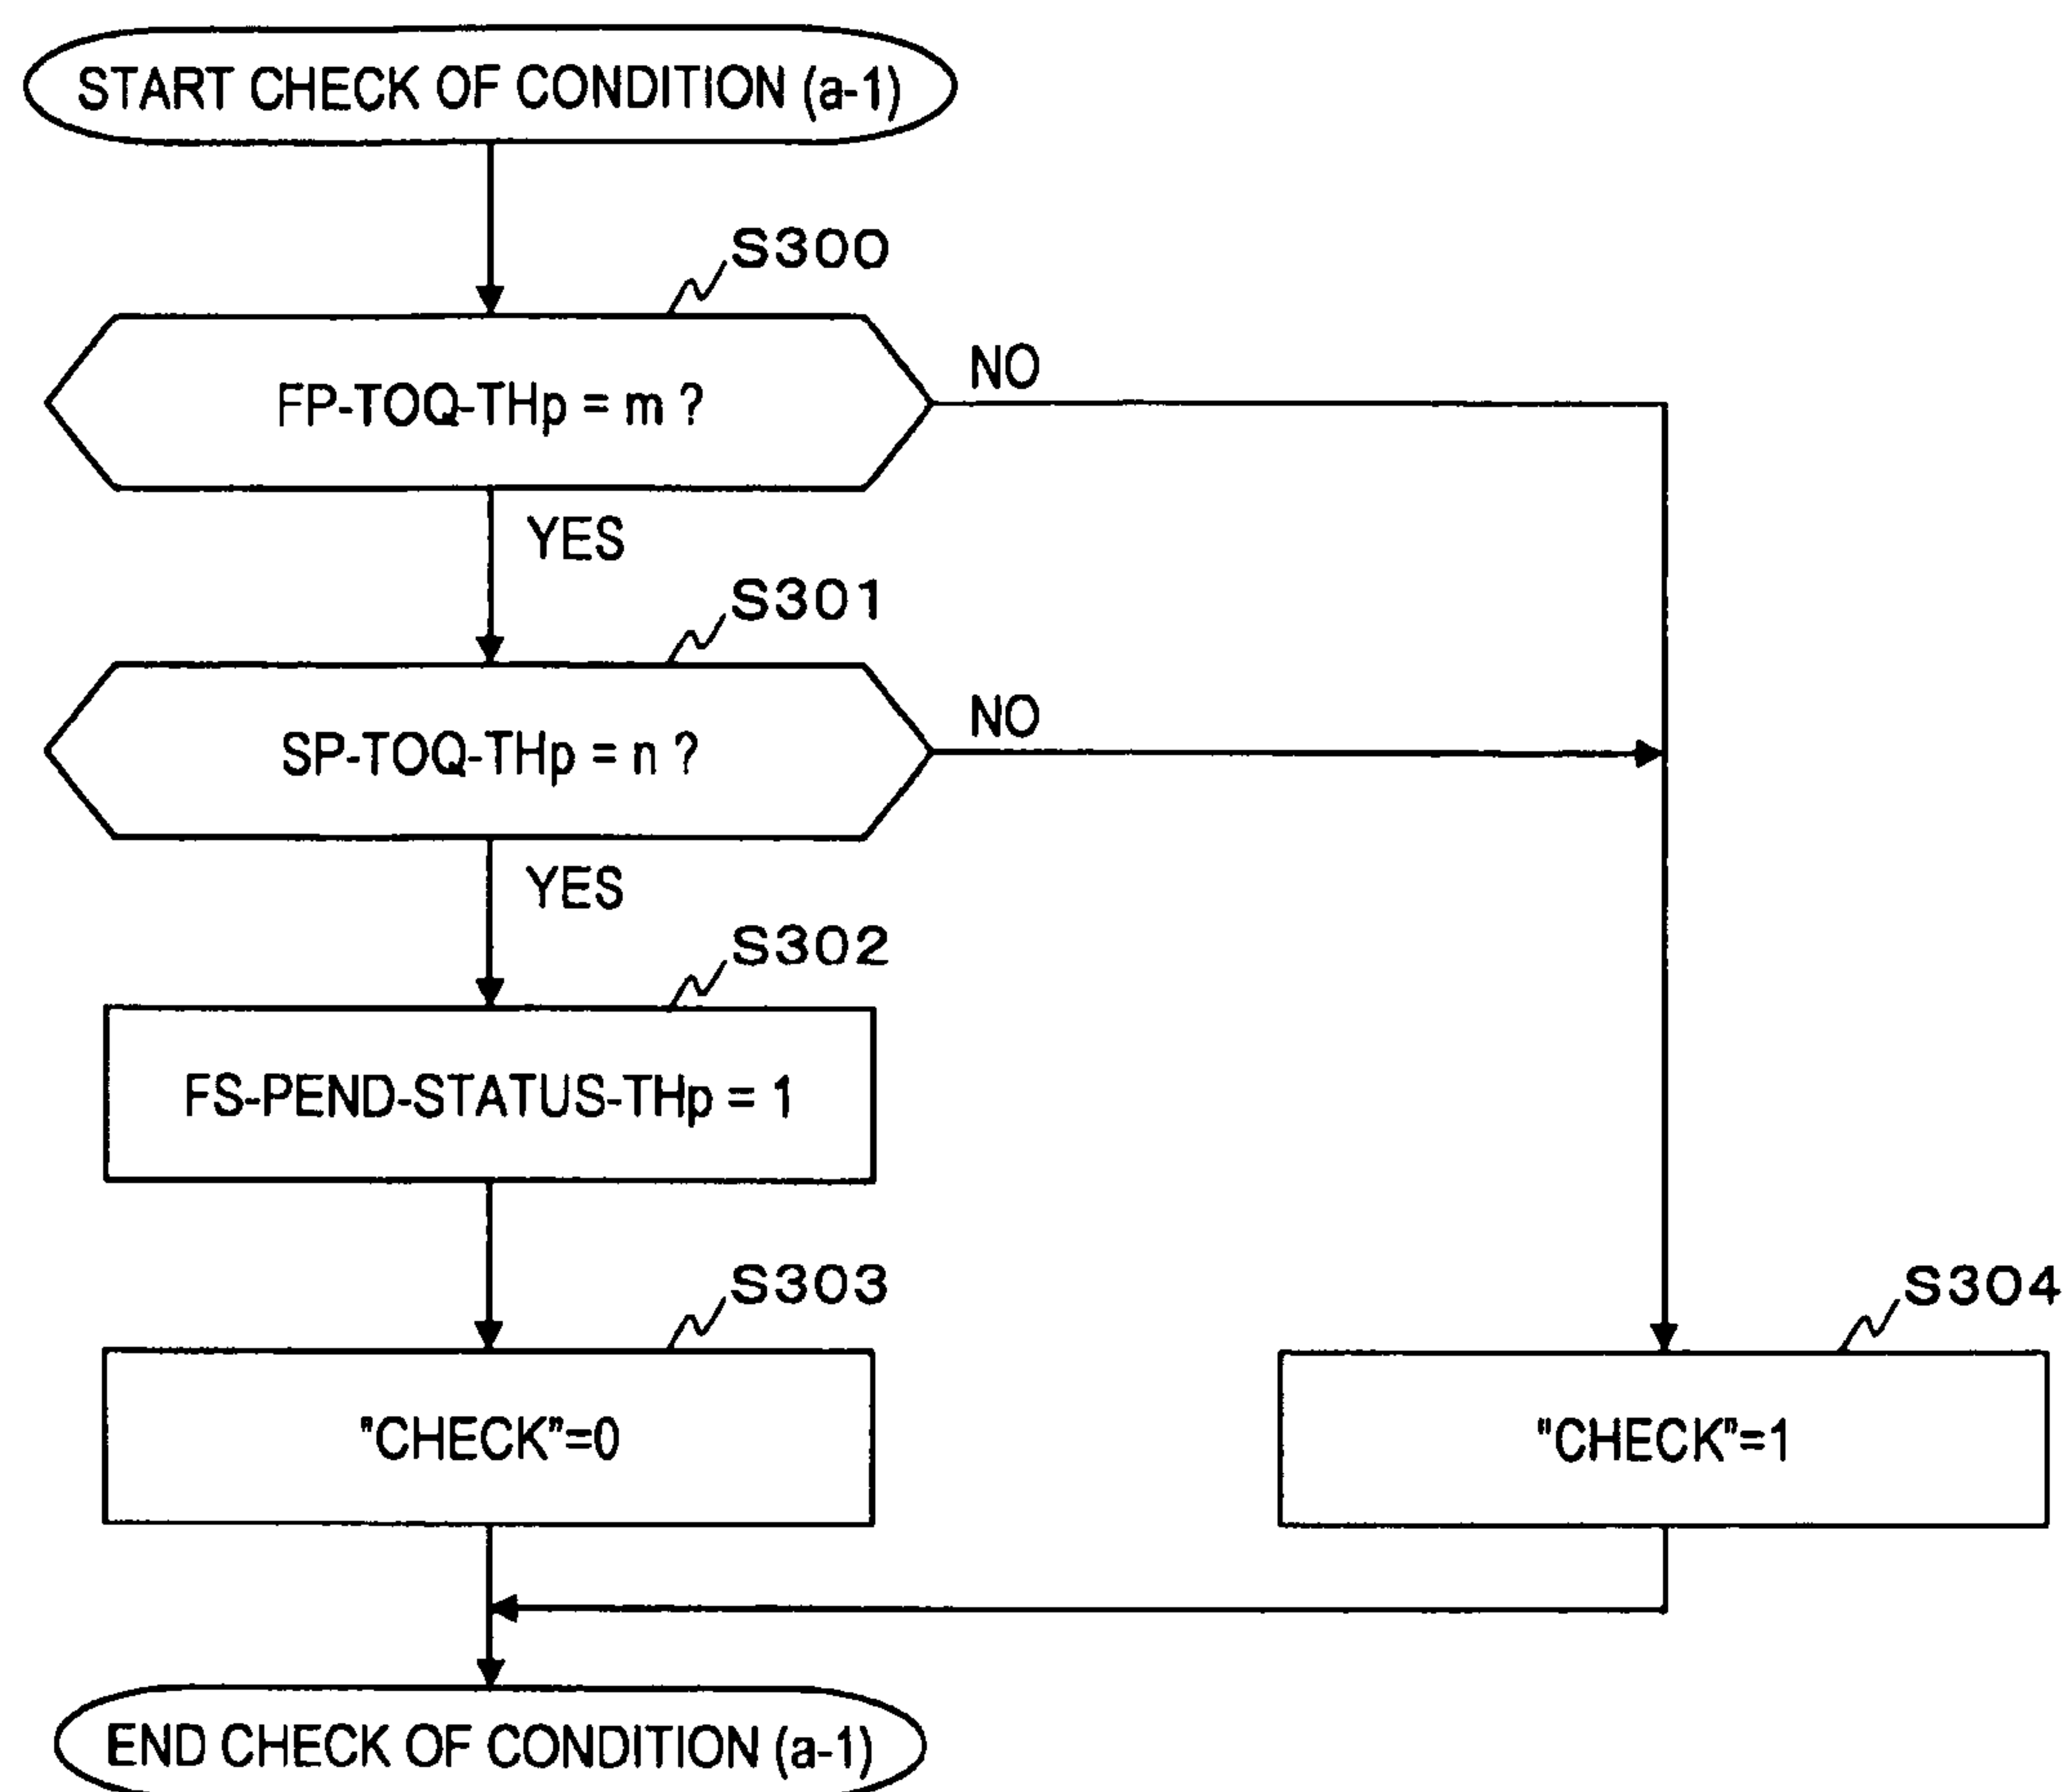 START CHECK OF CONDITION (a-1)
S300
FP-TOQ-THp = m ?
NO
YES
S301
SP-TOQ-THp = n ?
NO
YES
S302
FS-PEND-STATUS-THp = 1
S303
"CHECK"=0
S304
"CHECK"=1
END CHECK OF CONDITION (a-1)